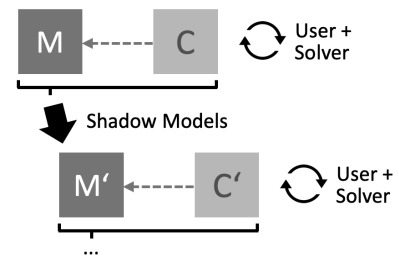 M
C
User +
Solver
Shadow Models
M‘
C‘
User +
Solver
...